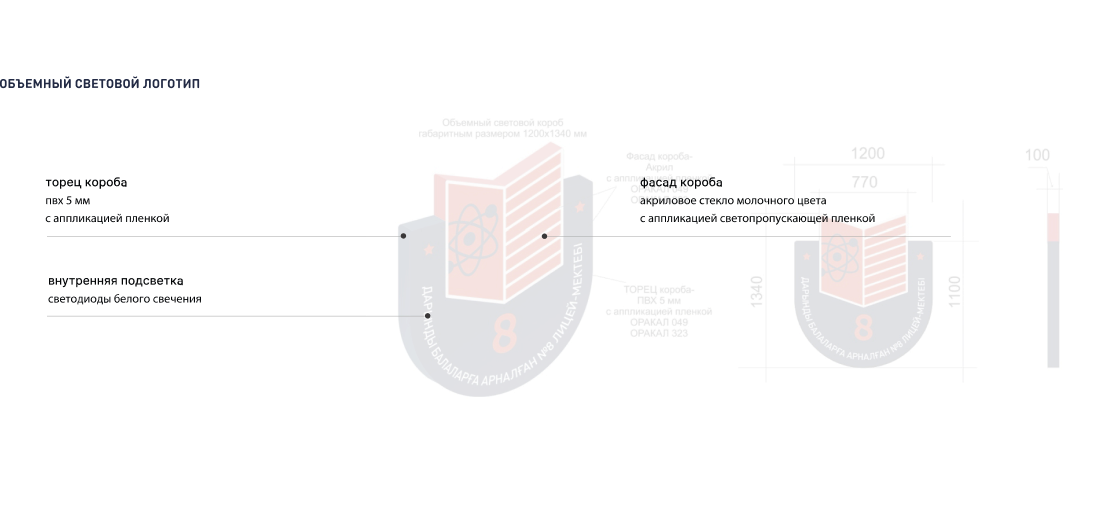 ОБЪЕМНЫЙ СВЕТОВОЙ ЛОГОТИП
Объемный световой короб
габаритным размером 1200х1340 мм
Фасад короба-
Акрил
торец короба
пвх 5 мм
с аппликацией пленкой
фасад короба
акриловое стекло молочного цвета
с аппликацией светопропускающей пленкой
внутренняя подсветка
светодиоды белого свечения
ТОРЕЦ короба-
ПВХ 5 мм
с аппликацией пленкой
ОРАКАЛ 049
ОРАКАЛ 323
8
ДАРЫНДЫ БАЛАЛАРҒА АРНАЛҒАН №8 ЛИЦЕЙ-МЕКТЕБІ
1200
770
1340
1100
8
ДАРЫНДЫ БАЛАЛАРҒА АРНАЛҒАН №8 ЛИЦЕЙ-МЕКТЕБІ
100